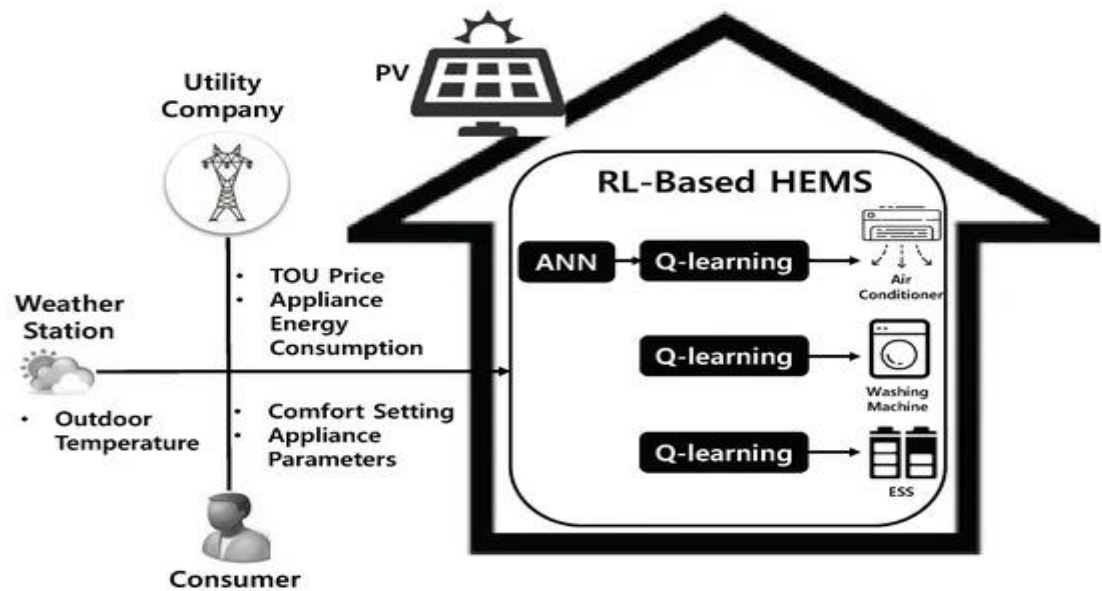 PV
Utility
Company
RL-Based HEMS
ANN
Q-learning
Air
Conditioner
• TOU Price
• Appliance
Energy
Consumption
Weather
Station
Q-learning
Washing
Machine
• Outdoor
Temperature
• Comfort Setting
• Appliance
Parameters
Q-learning
ESS
Consumer